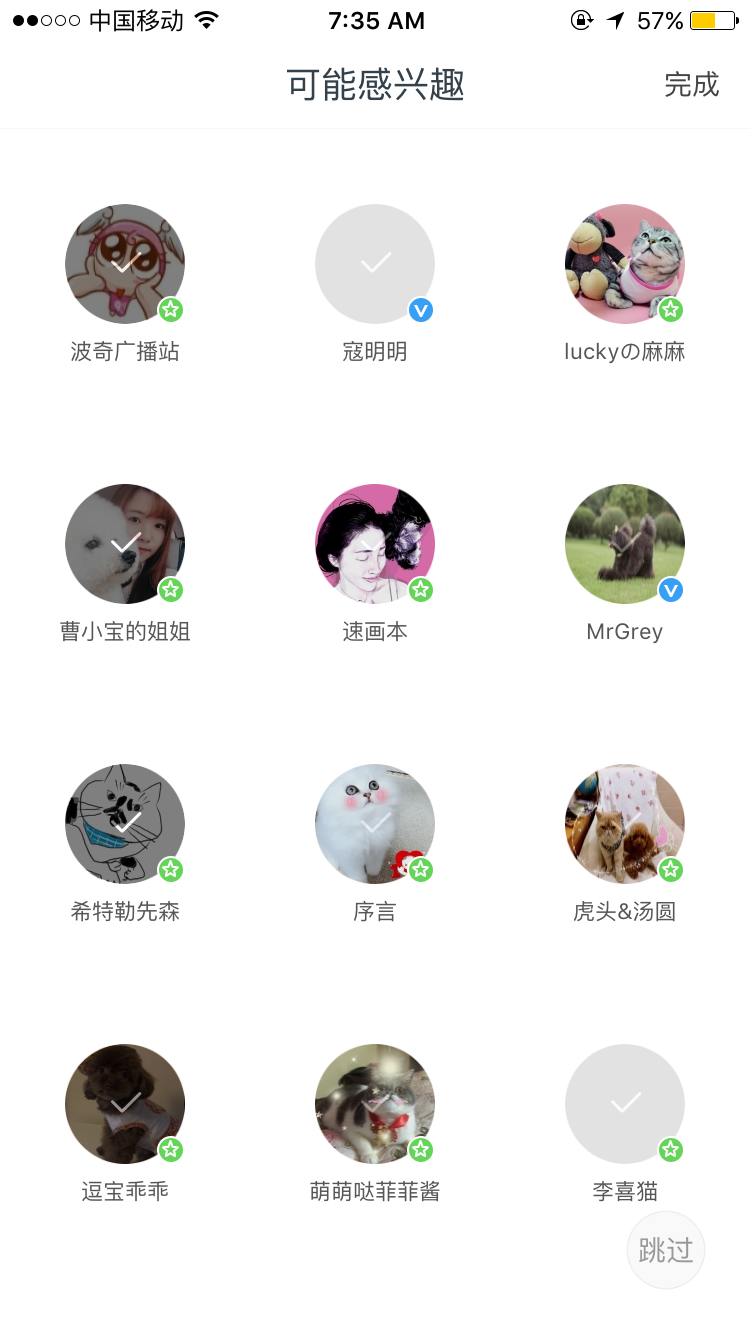 中国移动 7:35 AM 57%
可能感兴趣 完成
波奇广播站 寇明明 luckyの麻麻
曹小宝的姐姐 速画本 MrGrey
希特勒先森 序言 虎头&汤圆
逗宝乖乖 萌萌哒菲菲酱 李喜猫
跳过